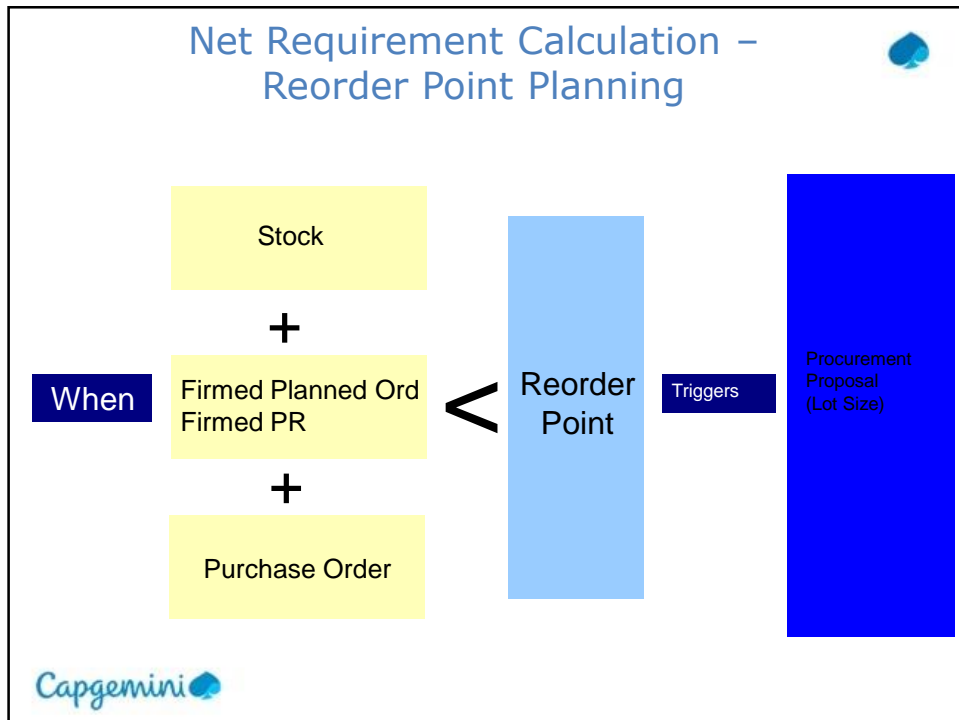 Net Requirement Calculation –
Reorder Point Planning
Stock
+
When
Firmed Planned Ord
Firmed PR
<
Reorder
Point
Triggers
Procurement
Proposal
(Lot Size)
+
Purchase Order
Capgemini